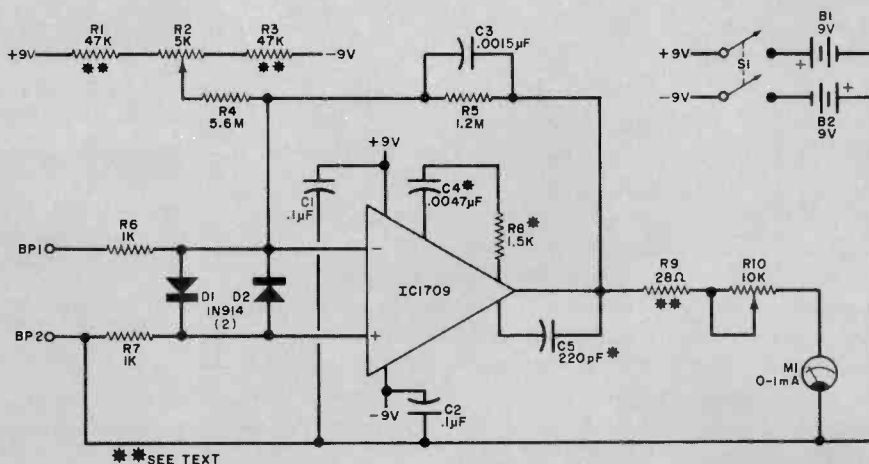 R1
47K
**
R2
5K
R3
47K
**
+9V
-9V
R4
5.6M
C3
.0015µF
R5
1.2M
+9V
-9V
S1
B1
9V
+
+
B2
9V
+9V
C1
.1µF
C4*
.0047µF
R8*
1.5K
BP1
R6
1K
D1
D2
1N914
(2)
BP2
R7
1K
-
+
IC1709
C5
220pF*
-9V
C2
.1µF
R9
28Ω
**
R10
10K
M1
0-1mA
**SEE TEXT